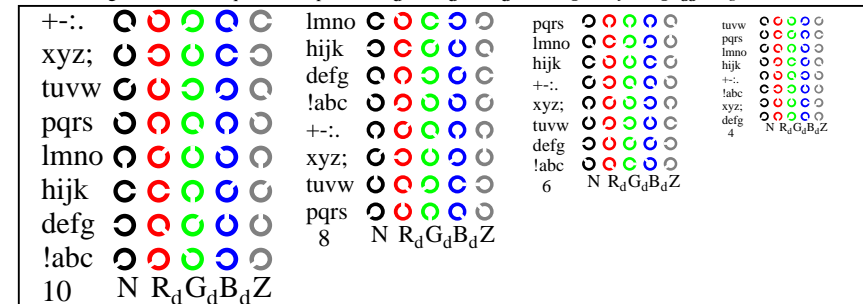 +-:.
xyz;
tuvw
pqrs
lmno
hijk
defg
!abc
10 N RdGdBdZ
lmno
hijk
defg
!abc
+-:.
xyz;
tuvw
pqrs
8 N RdGdBdZ
pqrs
lmno
hijk
+-:.
xyz;
tuvw
defg
!abc
6 N RdGdBdZ
tuvw
pqrs
lmno
hijk
+-:.
!abc
xyz;
defg
4 N RdGdBdZ